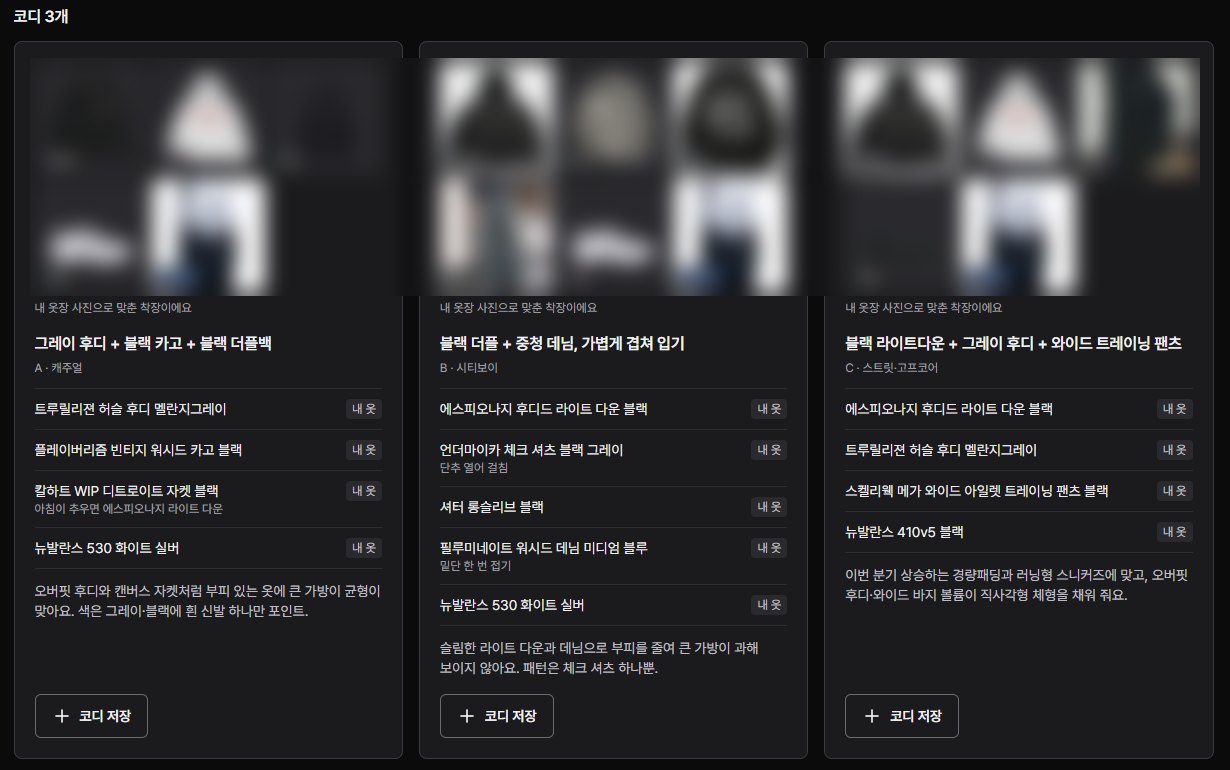 코디 3개
내 옷장 사진으로 맞춘 착장이에요
그레이 후디 + 블랙 카고 + 블랙 더플백
A · 캐주얼
트루릴리젼 허슬 후디 멜란지그레이
내 옷
플레이버리즘 빈티지 워시드 카고 블랙
내 옷
칼하트 WIP 디트로이트 자켓 블랙
내 옷
아침이 추우면 에스피오나지 라이트 다운
뉴발란스 530 화이트 실버
내 옷
오버핏 후디와 캔버스 자켓처럼 부피 있는 옷에 큰 가방이 균형이
맞아요. 색은 그레이·블랙에 흰 신발 하나만 포인트.
코디 저장
내 옷장 사진으로 맞춘 착장이에요
블랙 더플 + 중청 데님, 가볍게 겹쳐 입기
B · 시티보이
에스피오나지 후디드 라이트 다운 블랙
내 옷
언더마이카 체크 셔츠 블랙 그레이
내 옷
단추 열어 걸침
셔터 롱슬리브 블랙
내 옷
필루미네이트 워시드 데님 미디엄 블루
내 옷
밑단 한 번 접기
뉴발란스 530 화이트 실버
내 옷
슬림한 라이트 다운과 데님으로 부피를 줄여 큰 가방이 과해
보이지 않아요. 패턴은 체크 셔츠 하나뿐.
코디 저장
내 옷장 사진으로 맞춘 착장이에요
블랙 라이트다운 + 그레이 후디 + 와이드 트레이닝 팬츠
C · 스트릿·고프코어
에스피오나지 후디드 라이트 다운 블랙
내 옷
트루릴리젼 허슬 후디 멜란지그레이
내 옷
스켈리웩 메가 와이드 아일렛 트레이닝 팬츠 블랙
내 옷
뉴발란스 410v5 블랙
내 옷
이번 분기 상승하는 경량패딩과 러닝형 스니커즈에 맞고, 오버핏
후디·와이드 바지 볼륨이 직사각형 체형을 채워 줘요.
코디 저장